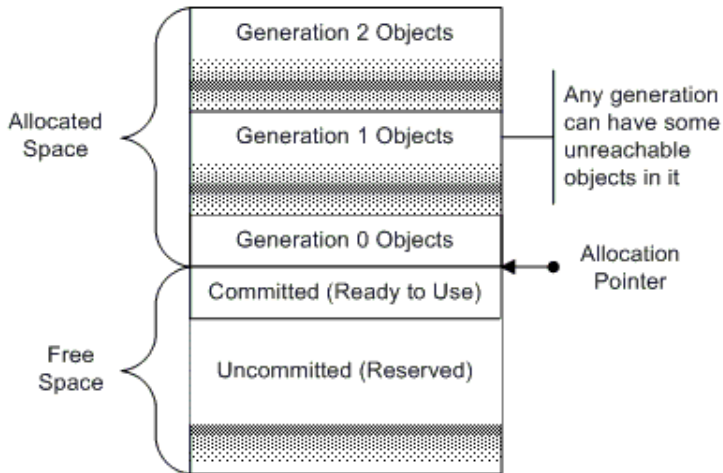 Generation 2 Objects
Allocated
Space
Generation 1 Objects
Any generation
can have some
unreachable
objects in it
Generation 0 Objects
Allocation
Pointer
Committed (Ready to Use)
Free
Space
Uncommitted (Reserved)